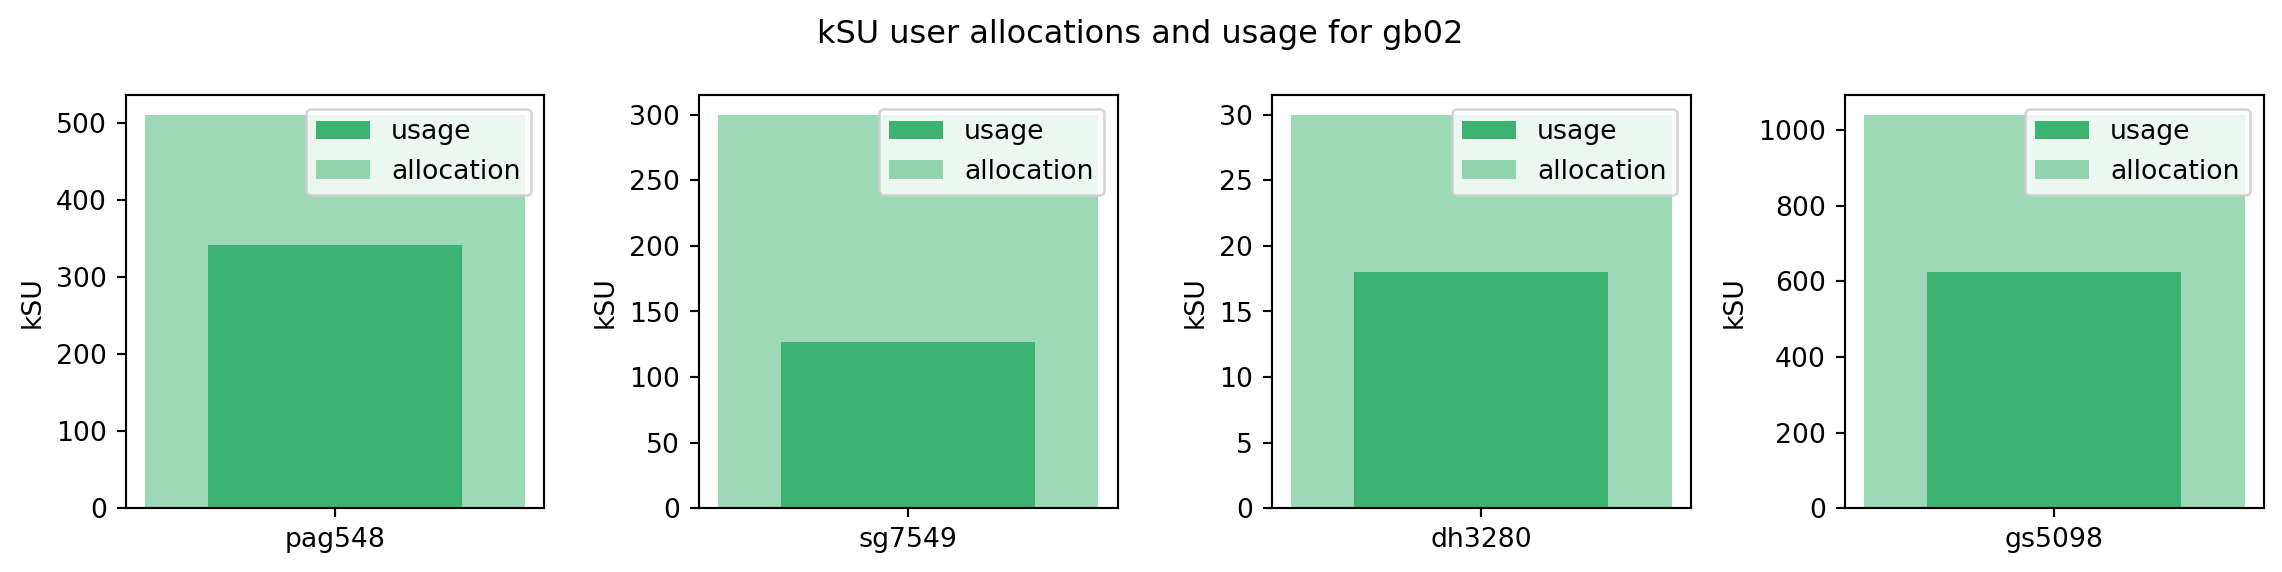 kSU user allocations and usage for gb02
kSU
500
400
300
200
100
0
usage
allocation
pag548
kSU
300
250
200
150
100
50
0
usage
allocation
sg7549
kSU
30
25
20
15
10
5
0
usage
allocation
dh3280
kSU
1000
800
600
400
200
0
usage
allocation
gs5098